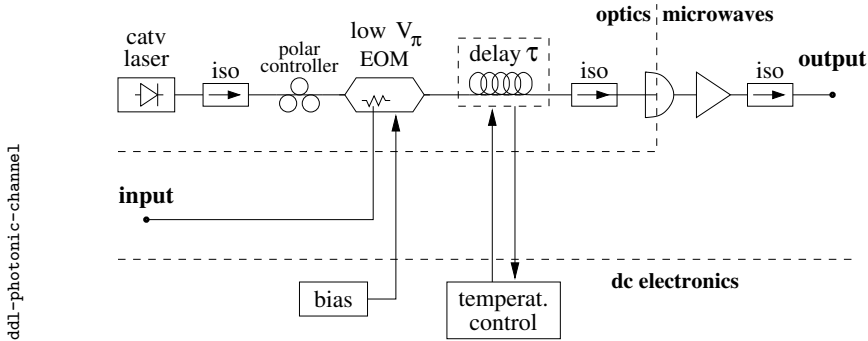 optics microwaves
catv
laser
iso
polar
controller
low Vπ
EOM
delay τ
iso
iso
output
input
dc electronics
bias
temperat.
control
ddl-photonic-channel